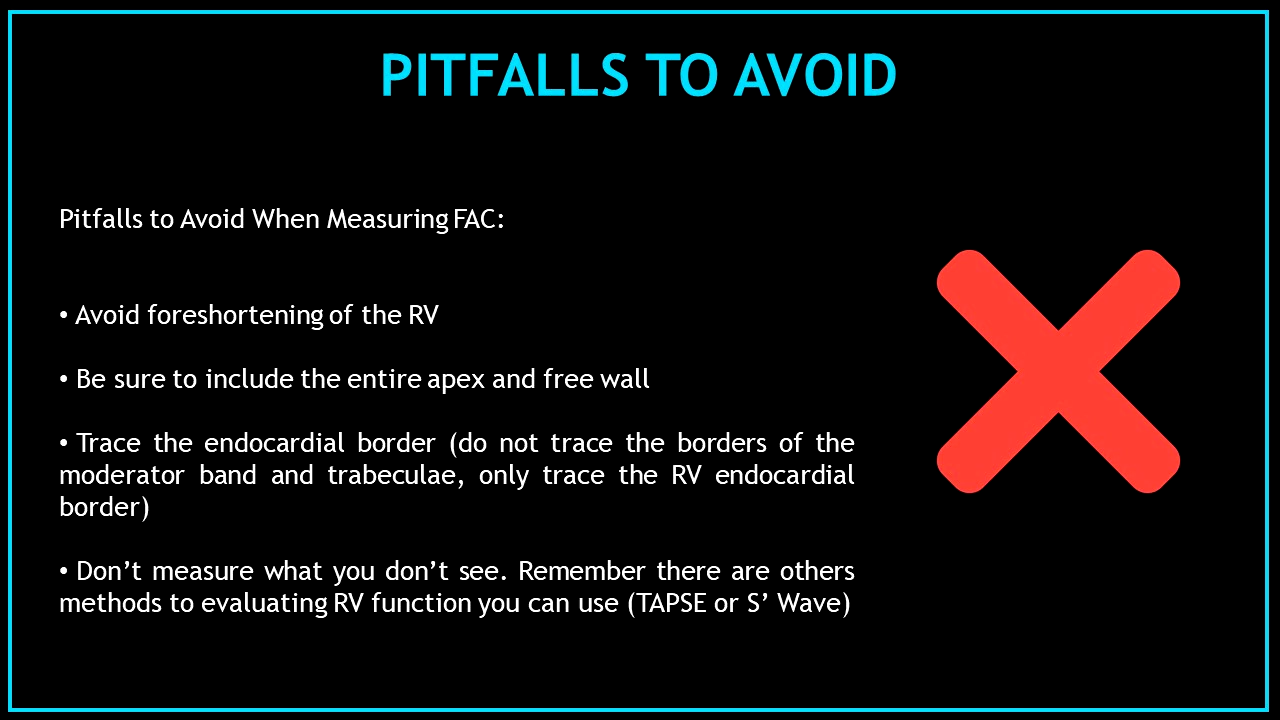 PITFALLS TO AVOID
Pitfalls to Avoid When Measuring FAC:
• Avoid foreshortening of the RV
• Be sure to include the entire apex and free wall
• Trace the endocardial border (do not trace the borders of the
moderator band and trabeculae, only trace the RV endocardial
border)
• Don’t measure what you don’t see. Remember there are others
methods to evaluating RV function you can use (TAPSE or S’ Wave)